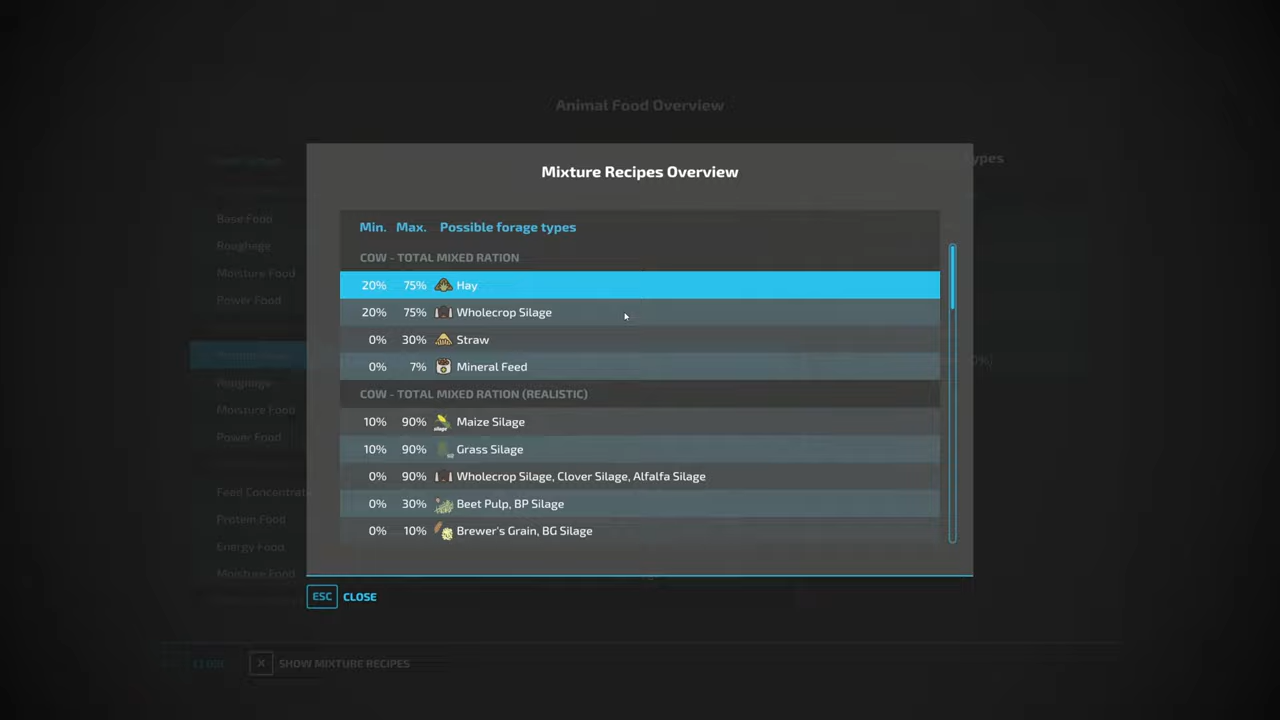 Animal Food Overview
Types
Mixture Recipes Overview
Min. Max. Possible forage types
COW - TOTAL MIXED RATION
20% 75% Hay
20% 75% Wholecrop Silage
0% 30% Straw
0% 7% Mineral Feed
COW - TOTAL MIXED RATION (REALISTIC)
10% 90% Maize Silage
10% 90% Grass Silage
0% 90% Wholecrop Silage, Clover Silage, Alfalfa Silage
0% 30% Beet Pulp, BP Silage
0% 10% Brewer's Grain, BG Silage
Base Food
Roughage
Moisture Food
Power Food
Roughage
Moisture Food
Power Food
Feed Concentrat
Protein Food
Energy Food
Moisture Food
0%)
ESC CLOSE
CLOSE X SHOW MIXTURE RECIPES